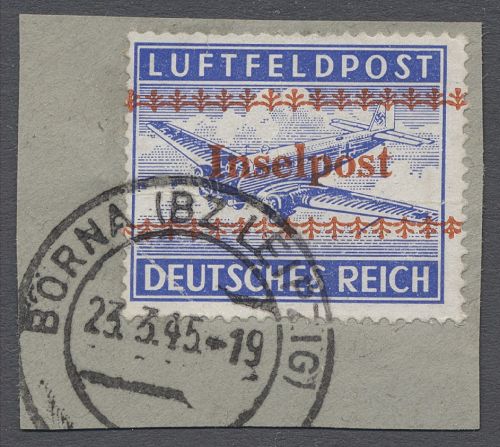 LUFTFELDPOST
Inselpost
DEUTSCHES REICH
BORNA (BZ LEIPZIG)
23.3.45.-19